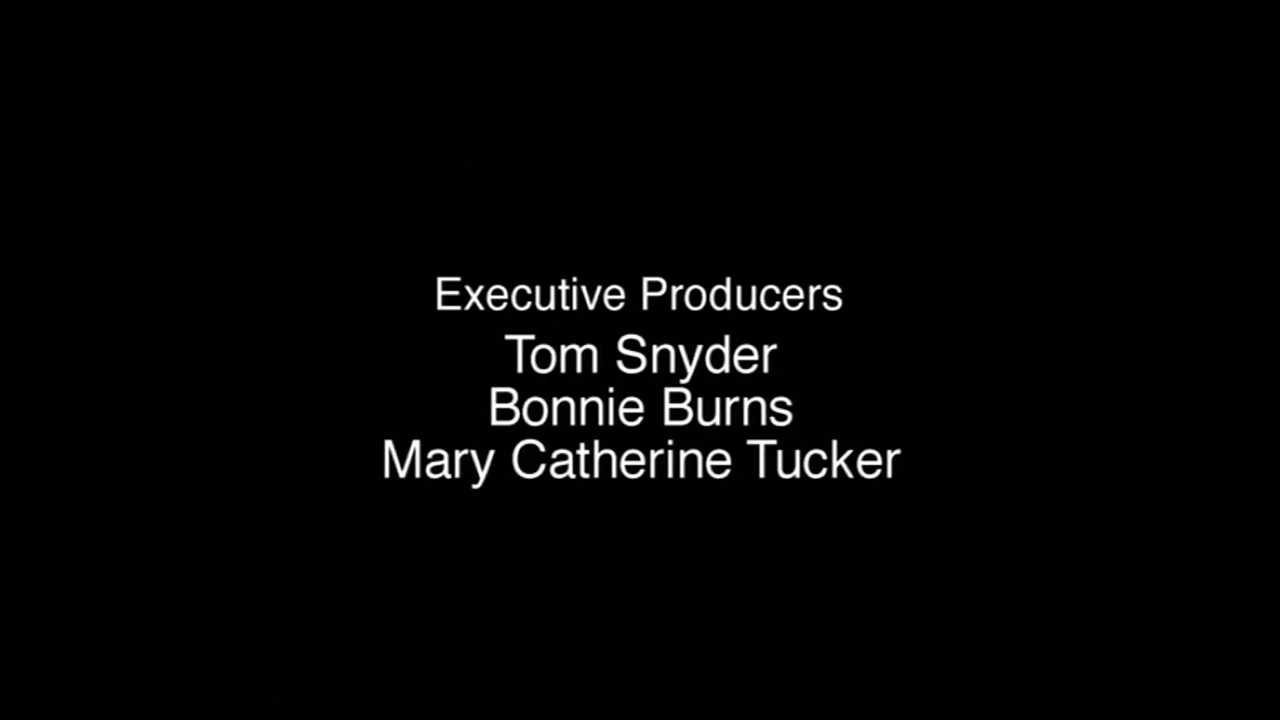 Executive Producers
Tom Snyder
Bonnie Burns
Mary Catherine Tucker